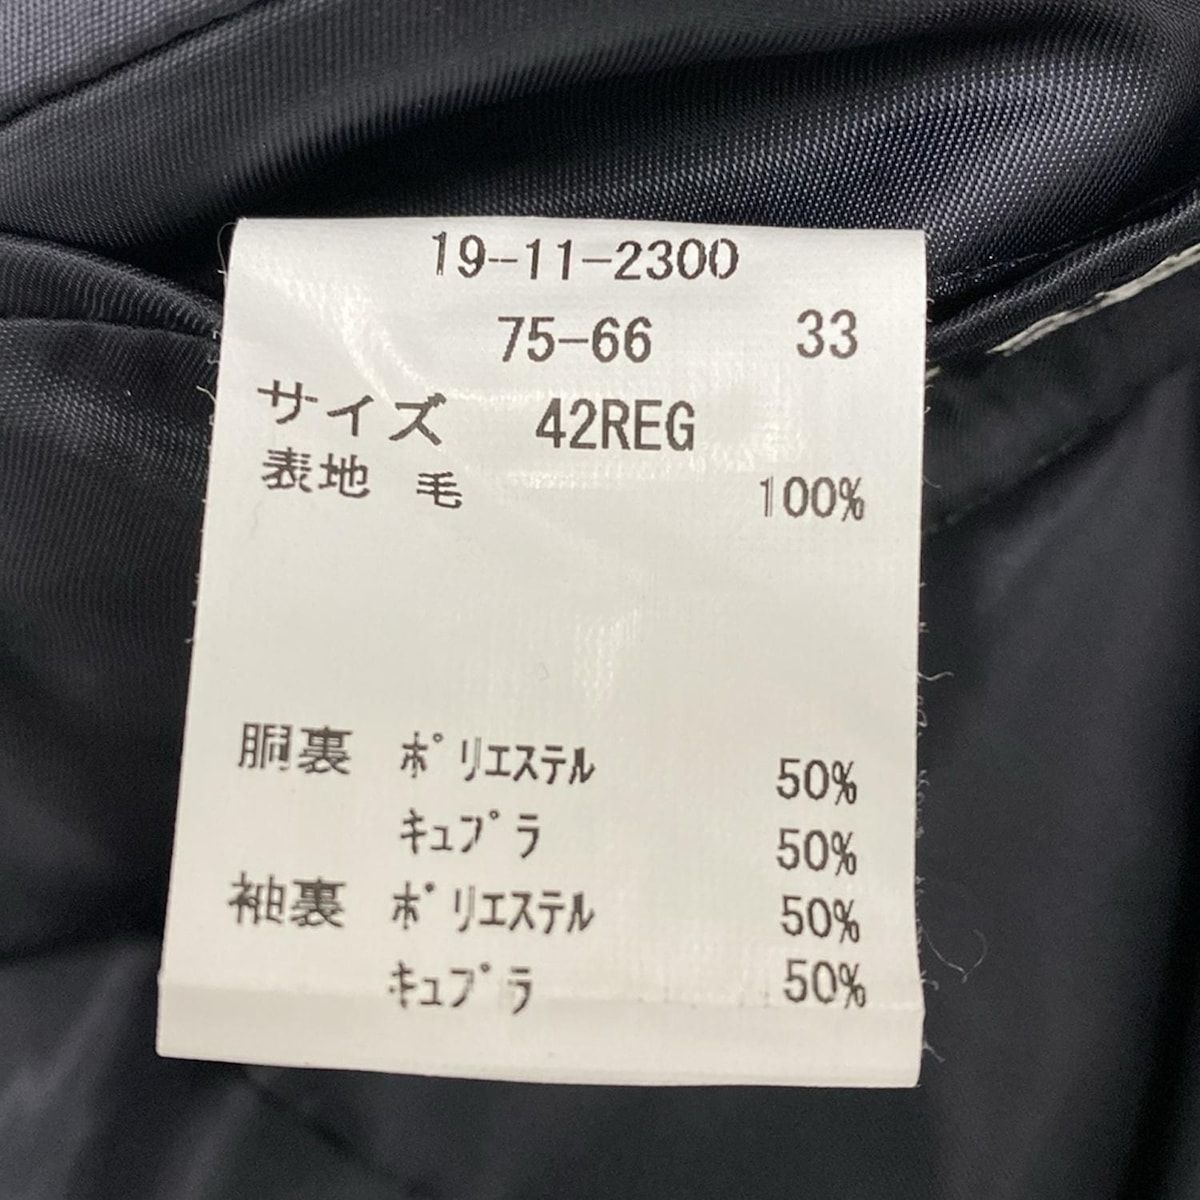 19-11-2300
75-66 33
サイズ 42REG
表地 毛 100%
胴裏 ポリエステル 50%
キュプラ 50%
袖裏 ポリエステル 50%
キュプラ 50%